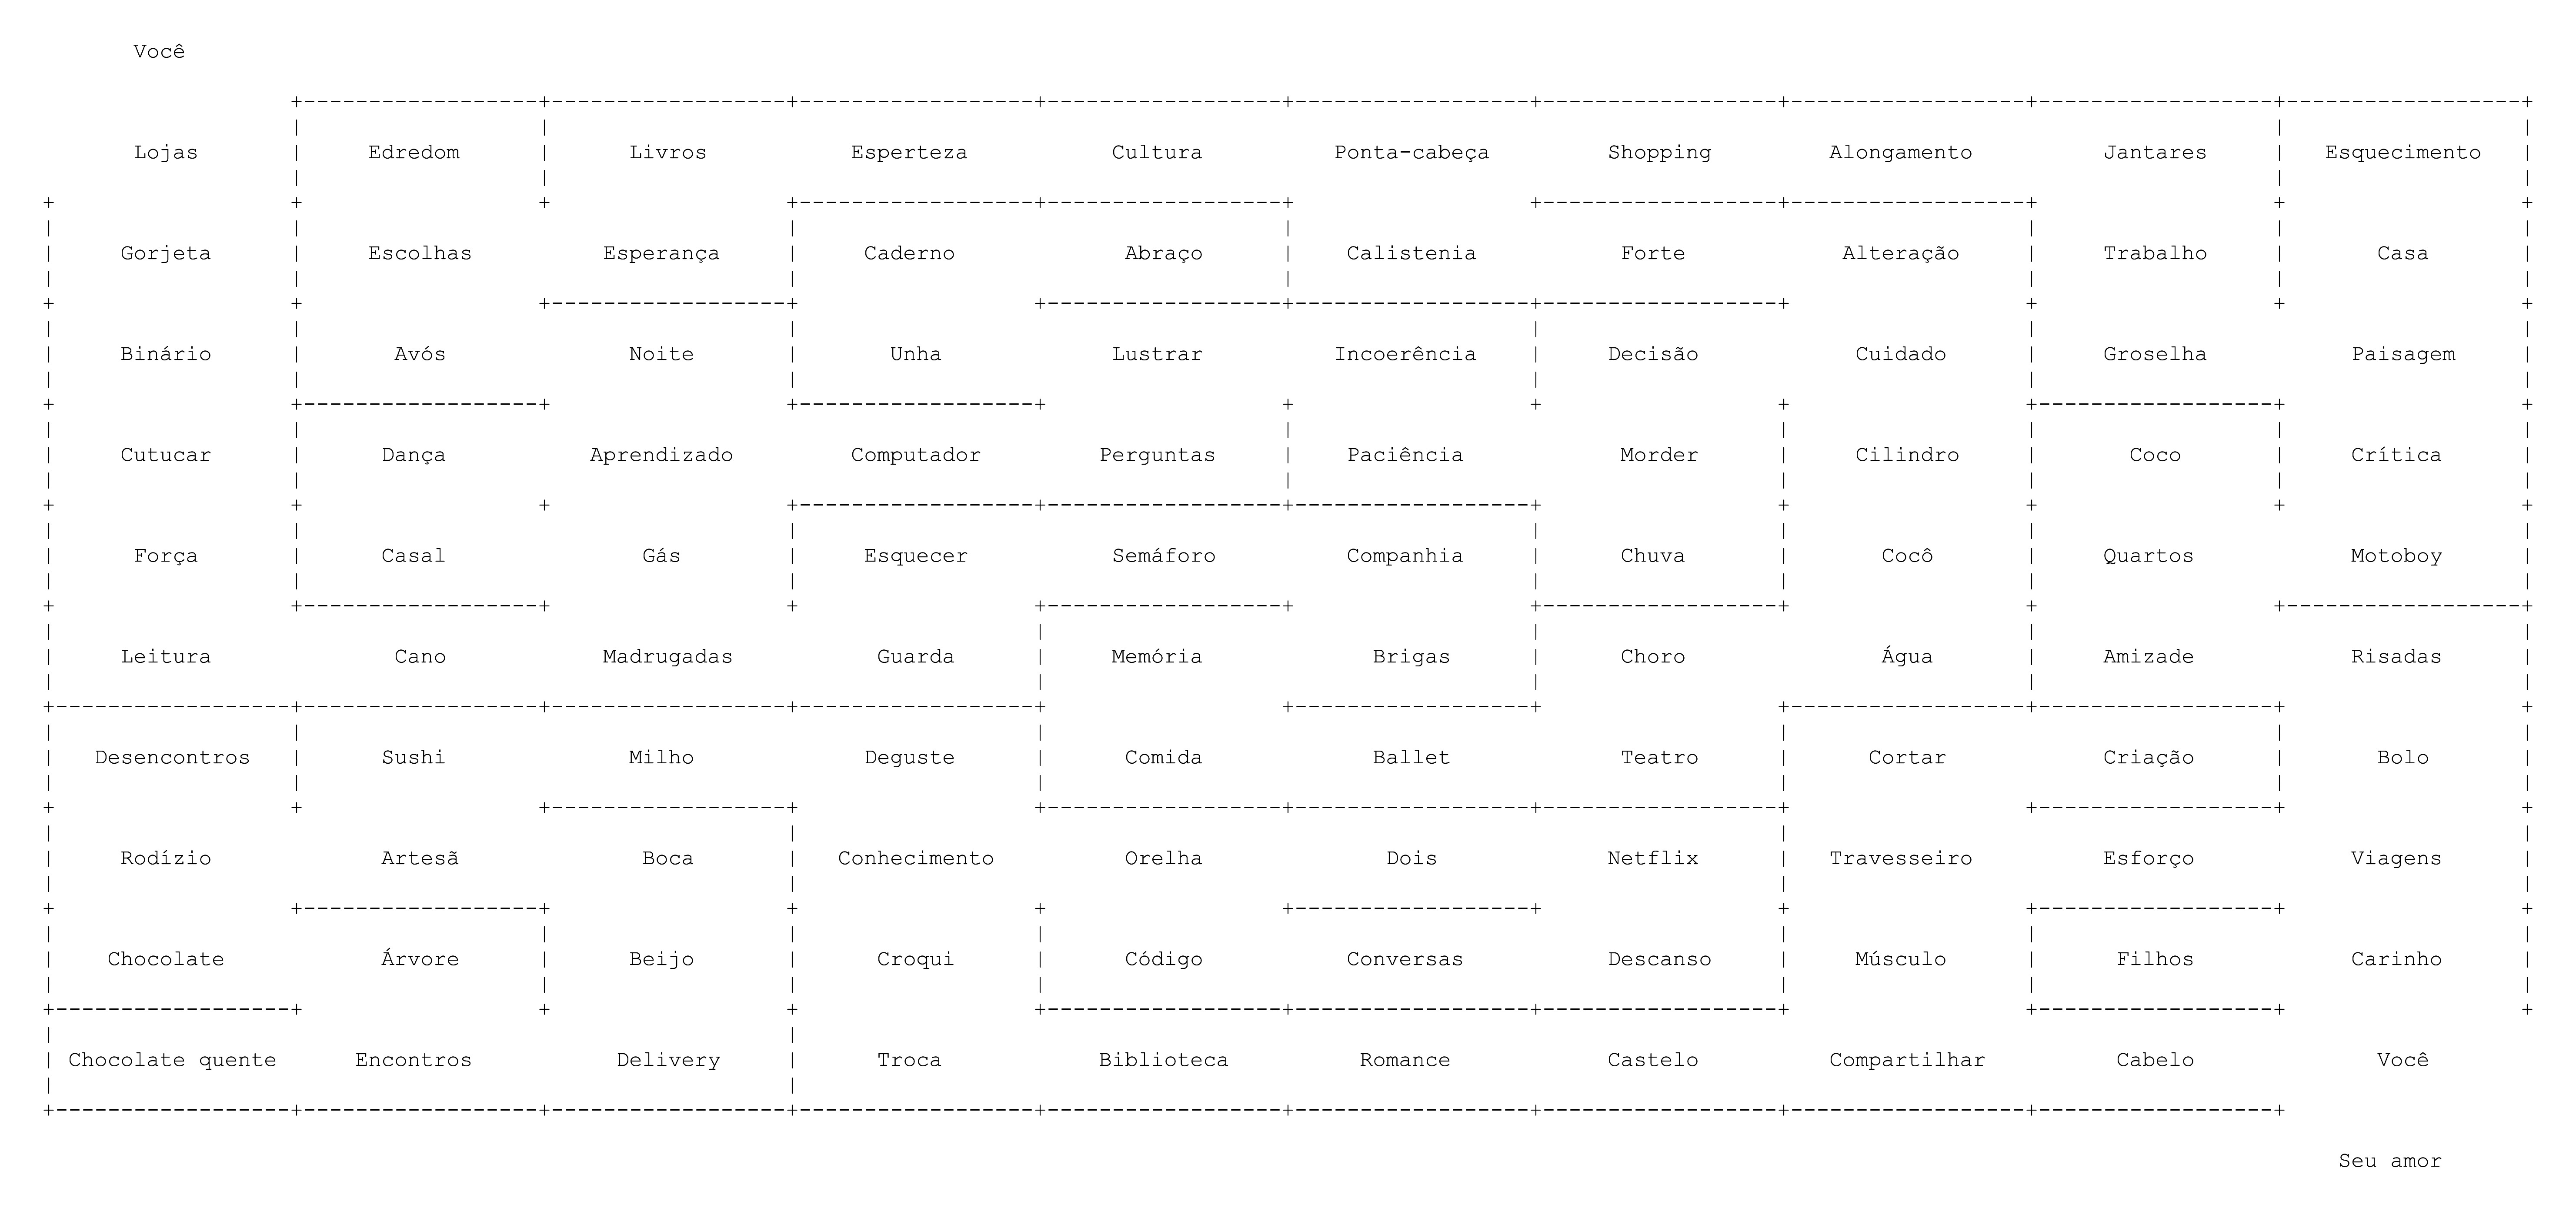 Você
Lojas Edredom Livros Esperteza Cultura Ponta-cabeça Shopping Alongamento Jantares Esquecimento
Gorjeta Escolhas Esperança Caderno Abraço Calistenia Forte Alteração Trabalho Casa
Binário Avós Noite Unha Lustrar Incoerência Decisão Cuidado Groselha Paisagem
Cutucar Dança Aprendizado Computador Perguntas Paciência Morder Cilindro Coco Crítica
Força Casal Gás Esquecer Semáforo Companhia Chuva Cocô Quartos Motoboy
Leitura Cano Madrugadas Guarda Memória Brigas Choro Água Amizade Risadas
Desencontros Sushi Milho Deguste Comida Ballet Teatro Cortar Criação Bolo
Rodízio Artesã Boca Conhecimento Orelha Dois Netflix Travesseiro Esforço Viagens
Chocolate Árvore Beijo Croqui Código Conversas Descanso Músculo Filhos Carinho
Chocolate quente Encontros Delivery Troca Biblioteca Romance Castelo Compartilhar Cabelo Você
Seu amor